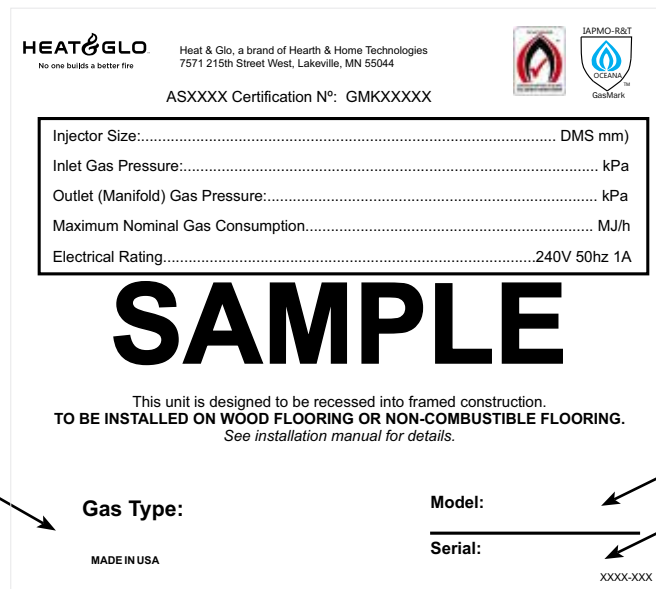 HEAT & GLO
No one builds a better fire
Heat & Glo, a brand of Hearth & Home Technologies
7571 215th Street West, Lakeville, MN 55044
ASXXXX Certification Nº: GMKXXXXX
IAPMO-R&T
OCEANA
TM
GasMark
Injector Size:............................................................................................... DMS mm)
Inlet Gas Pressure:............................................................................................... kPa
Outlet (Manifold) Gas Pressure:............................................................................ kPa
Maximum Nominal Gas Consumption.................................................................. MJ/h
Electrical Rating.....................................................................................240V 50hz 1A
SAMPLE
This unit is designed to be recessed into framed construction.
TO BE INSTALLED ON WOOD FLOORING OR NON-COMBUSTIBLE FLOORING.
See installation manual for details.
Gas Type:
MADE IN USA
Model:
Serial:
XXXX-XXX